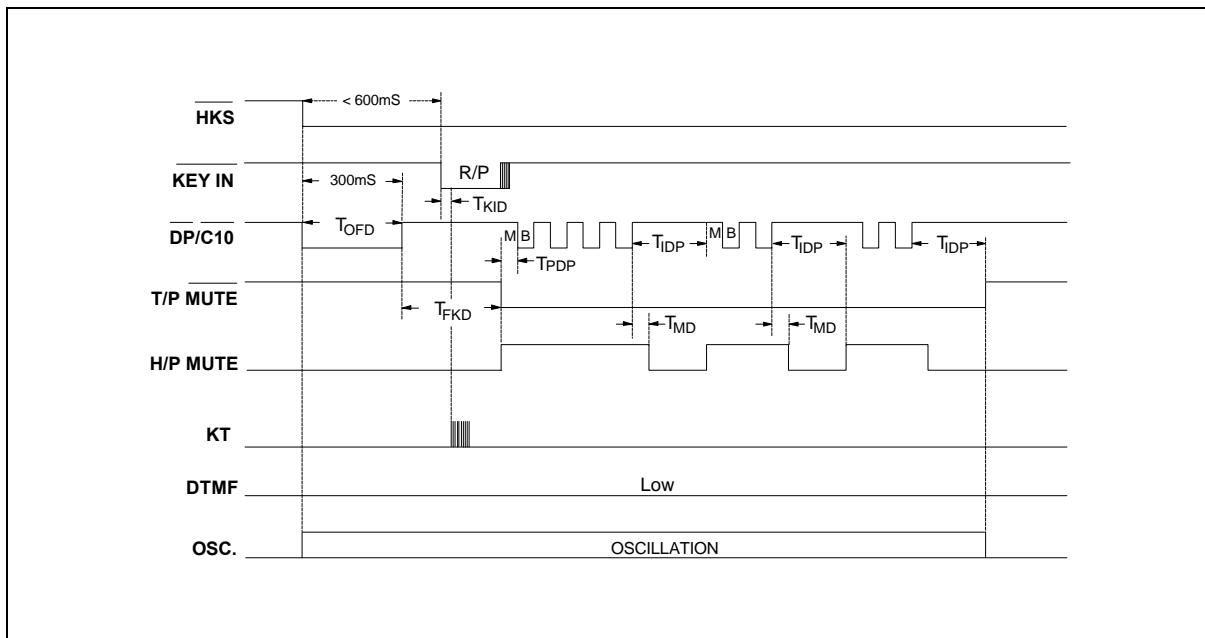 < 600mS
HKS
KEY IN
R/P
300mS
TKID
TOFD
DP/C10
M B
TIDP
M B
TIDP
TIDP
TPDP
T/P MUTE
TFKD
TMD
TMD
H/P MUTE
KT
DTMF
Low
OSC.
OSCILLATION